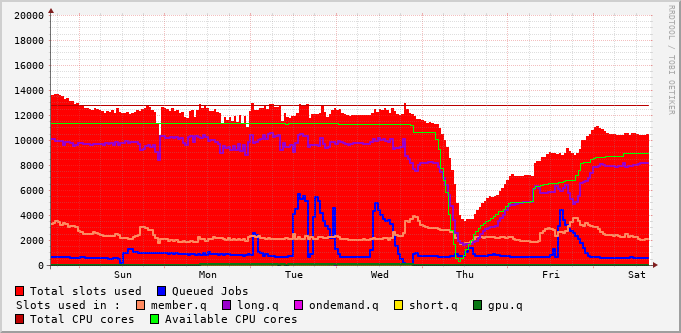 20000
18000
16000
14000
12000
10000
8000
6000
4000
2000
0
Sun Mon Tue Wed Thu Fri Sat
Total slots used Queued Jobs
Slots used in : member.q long.q ondemand.q short.q gpu.q
Total CPU cores Available CPU cores
RRDTOOL / TOBI OETIKER